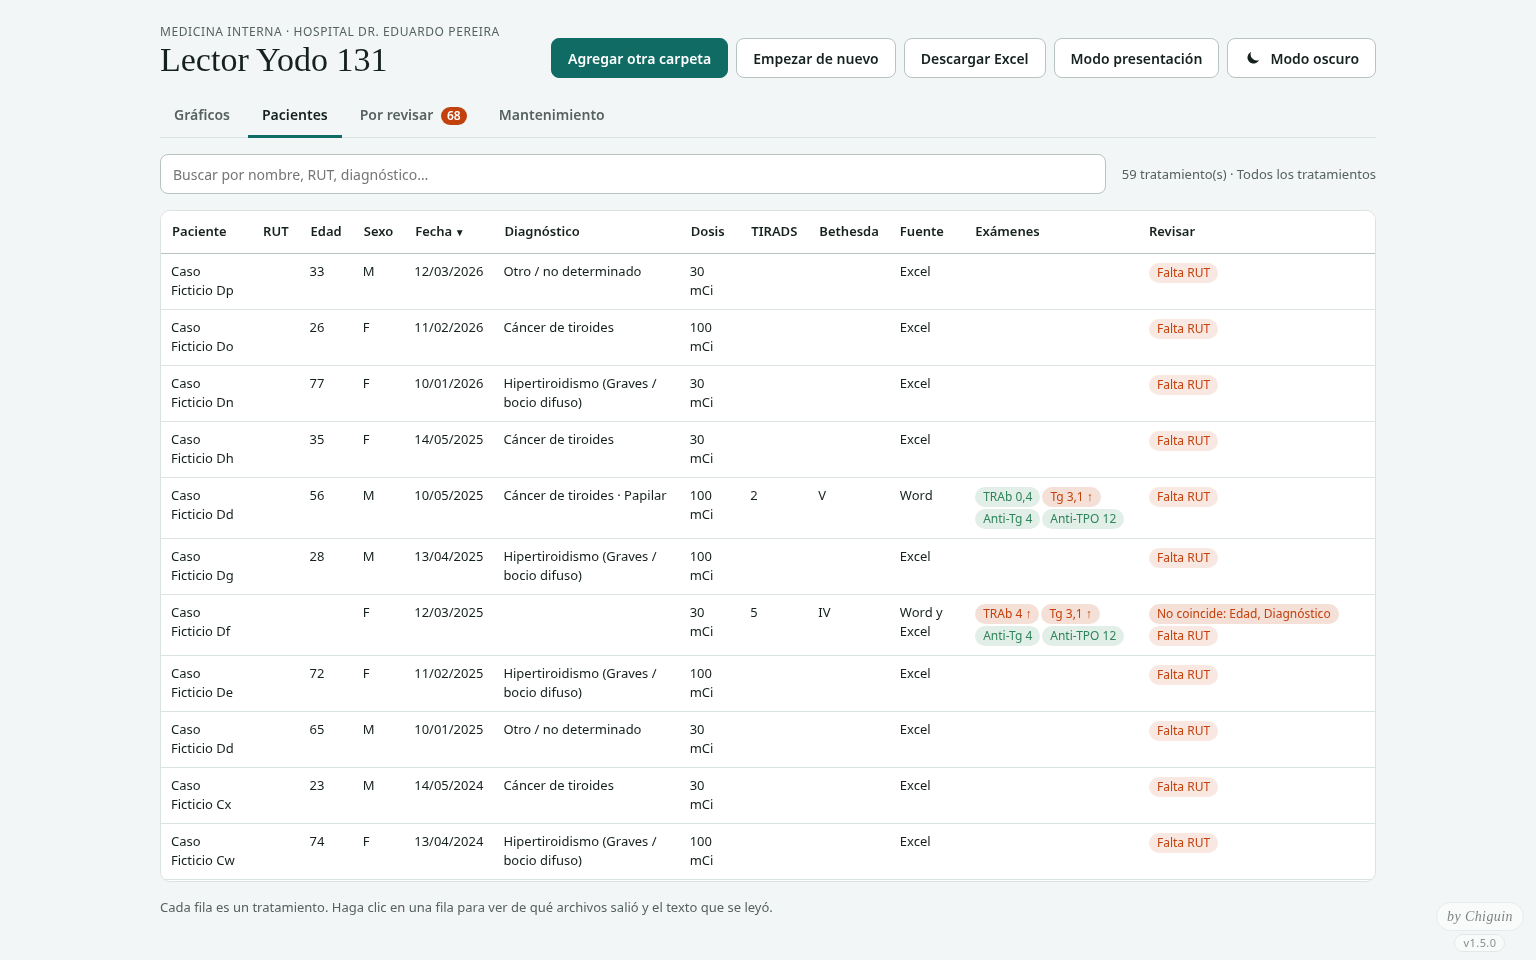 MEDICINA INTERNA · HOSPITAL DR. EDUARDO PEREIRA
Lector Yodo 131
Agregar otra carpeta
Empezar de nuevo
Descargar Excel
Modo presentación
Modo oscuro
Gráficos
Pacientes
Por revisar 68
Mantenimiento
Buscar por nombre, RUT, diagnóstico...
59 tratamiento(s) · Todos los tratamientos
Paciente RUT Edad Sexo Fecha ▼ Diagnóstico Dosis TIRADS Bethesda Fuente Exámenes Revisar
Caso 33 M 12/03/2026 Otro / no determinado 30 Excel Falta RUT
Ficticio Dp mCi
Caso 26 F 11/02/2026 Cáncer de tiroides 100 Excel Falta RUT
Ficticio Do mCi
Caso 77 F 10/01/2026 Hipertiroidismo (Graves / 30 Excel Falta RUT
Ficticio Dn bocio difuso) mCi
Caso 35 F 14/05/2025 Cáncer de tiroides 30 Excel Falta RUT
Ficticio Dh mCi
Caso 56 M 10/05/2025 Cáncer de tiroides · Papilar 100 2 V Word TRAb 0,4 Tg 3,1 ↑ Falta RUT
Ficticio Dd mCi Anti-Tg 4 Anti-TPO 12
Caso 28 M 13/04/2025 Hipertiroidismo (Graves / 100 Excel Falta RUT
Ficticio Dg bocio difuso) mCi
Caso F 12/03/2025 30 5 IV Word y TRAb 4 ↑ Tg 3,1 ↑ No coincide: Edad, Diagnóstico
Ficticio Df mCi Excel Anti-Tg 4 Anti-TPO 12 Falta RUT
Caso 72 F 11/02/2025 Hipertiroidismo (Graves / 100 Excel Falta RUT
Ficticio De bocio difuso) mCi
Caso 65 M 10/01/2025 Otro / no determinado 30 Excel Falta RUT
Ficticio Dd mCi
Caso 23 M 14/05/2024 Cáncer de tiroides 30 Excel Falta RUT
Ficticio Cx mCi
Caso 74 F 13/04/2024 Hipertiroidismo (Graves / 100 Excel Falta RUT
Ficticio Cw bocio difuso) mCi
Cada fila es un tratamiento. Haga clic en una fila para ver de qué archivos salió y el texto que se leyó.
by Chiguin
v1.5.0